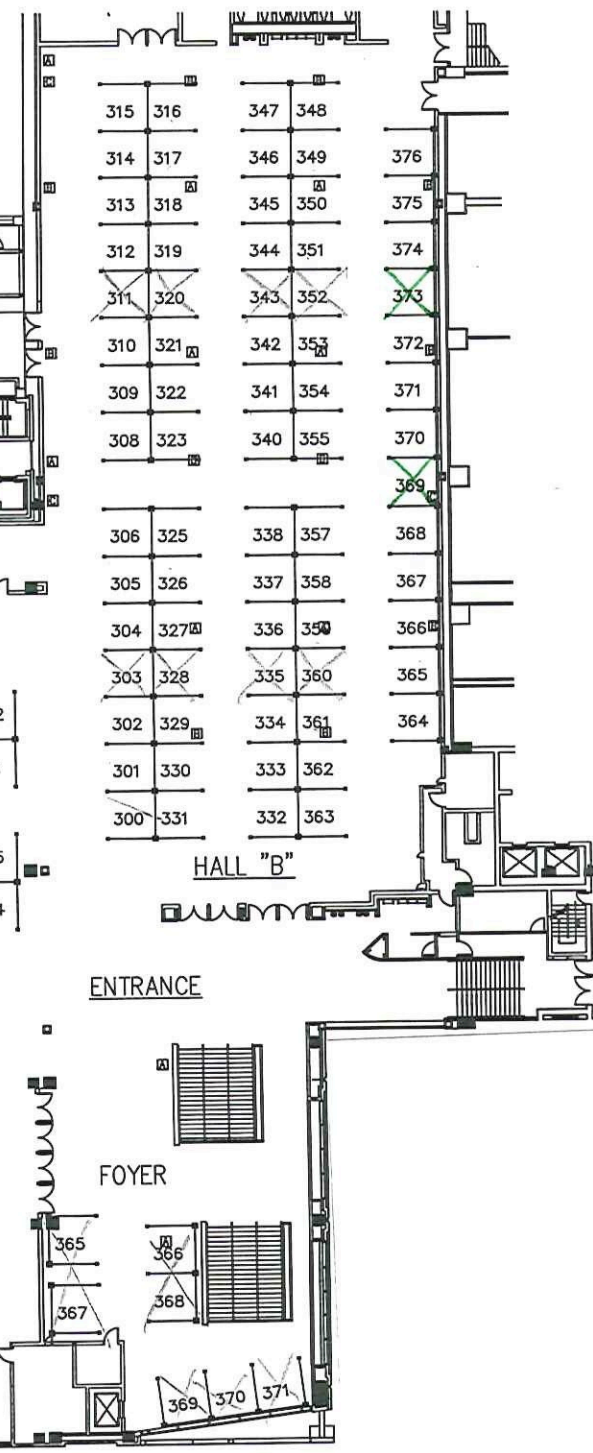 A
C
B B
315 316 347 348
314 317 346 349 376
B A A B
313 318 345 350 375
312 319 344 351 374
311 320 343 352 373
310 321 A 342 353 A 372 B
B
309 322 341 354 371
308 323 340 355 370
A
369 C
C
306 325 338 357 368
305 326 337 358 367
304 327 A 336 359 A 366
303 328 335 360 365
302 329 334 361 364
B B
301 330 333 362
300 331 332 363
HALL "B"
ENTRANCE
A
FOYER
365 366 A
367 368
369 370 371